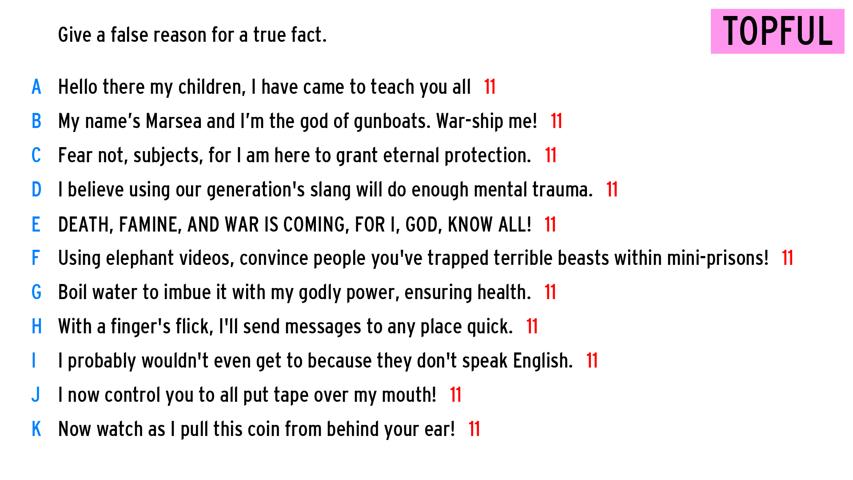 TOPFUL
Give a false reason for a true fact.
A Hello there my children, I have came to teach you all 11
B My name's Marsea and I'm the god of gunboats. War-ship me! 11
C Fear not, subjects, for I am here to grant eternal protection. 11
D I believe using our generation's slang will do enough mental trauma. 11
E DEATH, FAMINE, AND WAR IS COMING, FOR I, GOD, KNOW ALL! 11
F Using elephant videos, convince people you've trapped terrible beasts within mini-prisons! 11
G Boil water to imbue it with my godly power, ensuring health. 11
H With a finger's flick, I'll send messages to any place quick. 11
I I probably wouldn't even get to because they don't speak English. 11
J I now control you to all put tape over my mouth! 11
K Now watch as I pull this coin from behind your ear! 11